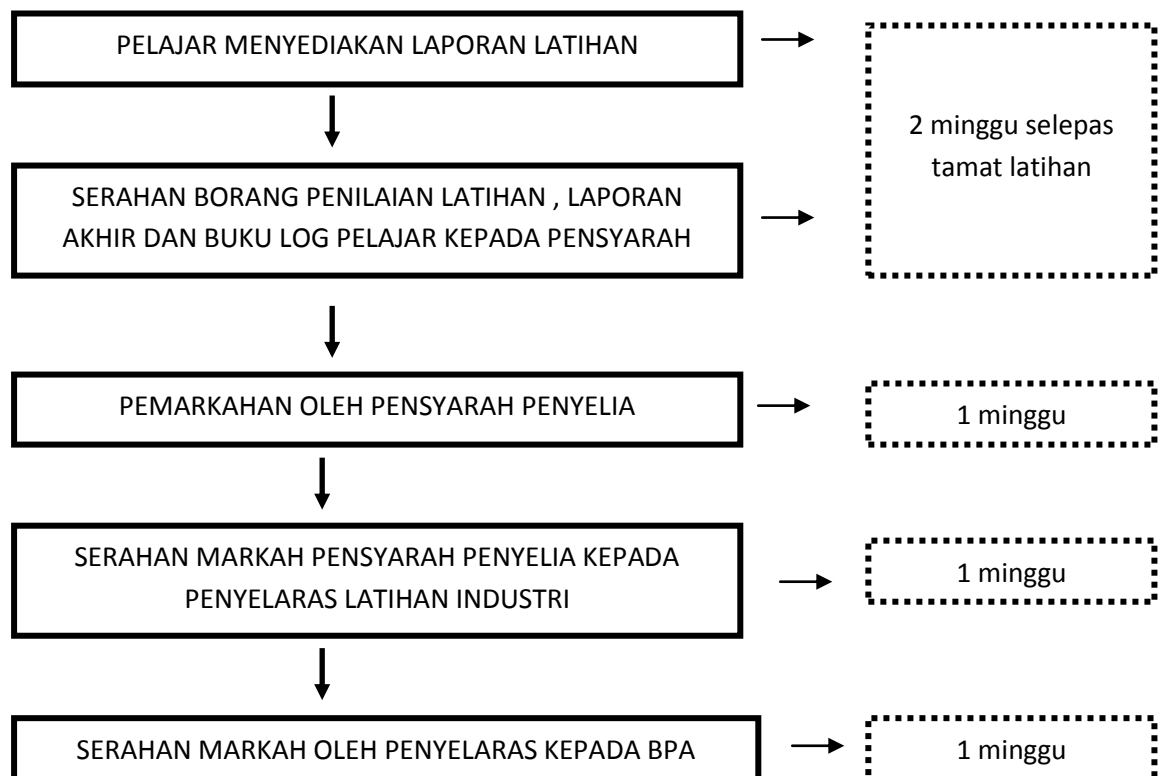 PELAJAR MENYEDIAKAN LAPORAN LATIHAN
2 minggu selepas
tamat latihan
SERAHAN BORANG PENILAIAN LATIHAN , LAPORAN
AKHIR DAN BUKU LOG PELAJAR KEPADA PENSYARAH
PEMARKAHAN OLEH PENSYARAH PENYELIA
1 minggu
SERAHAN MARKAH PENSYARAH PENYELIA KEPADA
PENYELARAS LATIHAN INDUSTRI
1 minggu
SERAHAN MARKAH OLEH PENYELARAS KEPADA BPA
1 minggu